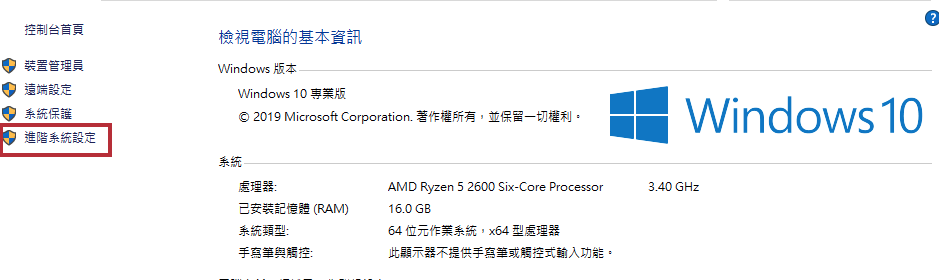 控制台首頁
裝置管理員
遠端設定
系統保護
進階系統設定
?
檢視電腦的基本資訊
Windows 版本
Windows 10 專業版
© 2019 Microsoft Corporation. 著作權所有，並保留一切權利。
Windows 10
系統
處理器: AMD Ryzen 5 2600 Six-Core Processor 3.40 GHz
已安裝記憶體 (RAM) 16.0 GB
系統類型: 64 位元作業系統，x64 型處理器
手寫筆與觸控: 此顯示器不提供手寫筆或觸控式輸入功能。